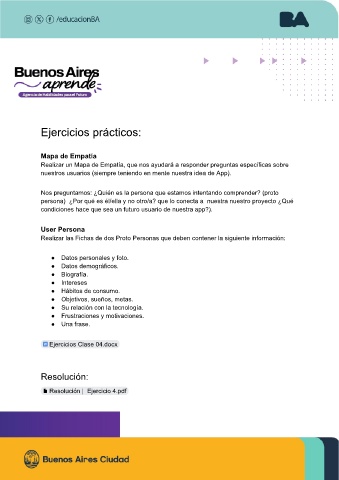 /educacionBA
BA
Buenos Aires
aprende
Agencia de Habilidades para el Futuro
Ejercicios prácticos:
Mapa de Empatía
Realizar un Mapa de Empatía, que nos ayudará a responder preguntas específicas sobre
nuestros usuarios (siempre teniendo en mente nuestra idea de App).
Nos preguntamos: ¿Quién es la persona que estamos intentando comprender? (proto
persona) ¿Por qué es él/ella y no otro/a? que lo conecta a nuestra nuestro proyecto ¿Qué
condiciones hace que sea un futuro usuario de nuestra app?).
User Persona
Realizar las Fichas de dos Proto Personas que deben contener la siguiente información:
● Datos personales y foto.
● Datos demográficos.
● Biografía.
● Intereses
● Hábitos de consumo.
● Objetivos, sueños, metas.
● Su relación con la tecnología.
● Frustraciones y motivaciones.
● Una frase.
Ejercicios Clase 04.docx
Resolución:
Resolución | Ejercicio 4.pdf
Buenos Aires Ciudad